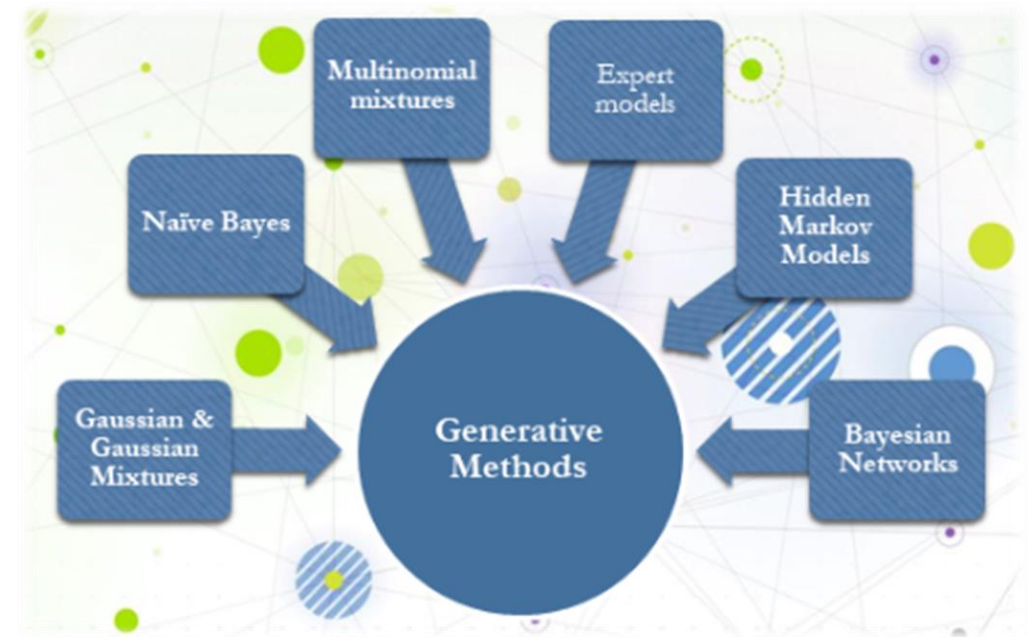 Multinomial
mixtures
Expert
models
Naïve Bayes
Hidden
Markov
Models
Gaussian &
Gaussian
Mixtures
Generative
Methods
Bayesian
Networks